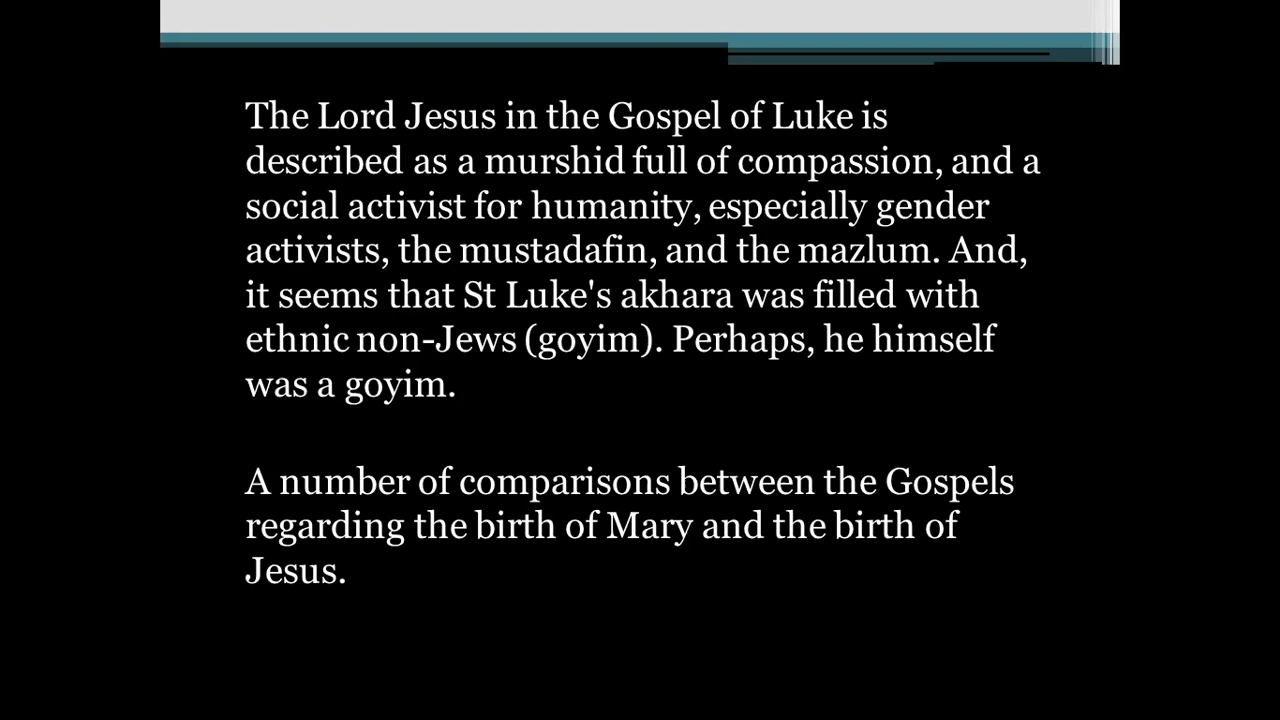 The Lord Jesus in the Gospel of Luke is
described as a murshid full of compassion, and a
social activist for humanity, especially gender
activists, the mustadafin, and the mazlum. And,
it seems that St Luke's akhara was filled with
ethnic non-Jews (goyim). Perhaps, he himself
was a goyim.
A number of comparisons between the Gospels
regarding the birth of Mary and the birth of
Jesus.